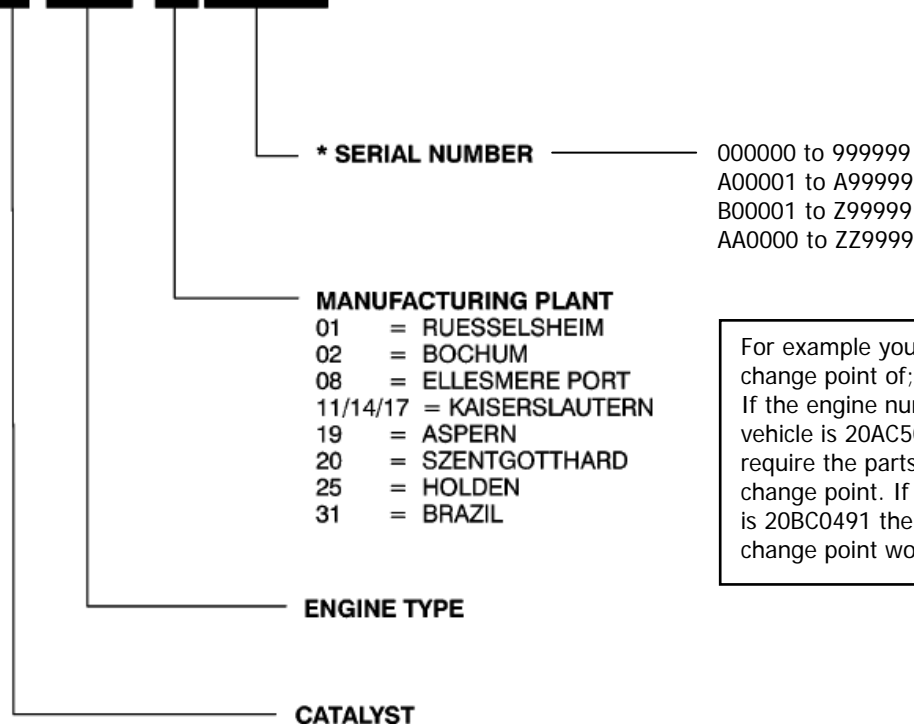 * SERIAL NUMBER
000000 to 999999
A00001 to A99999
B00001 to Z99999
AA0000 to ZZ9999
MANUFACTURING PLANT
01 = RUESSELSHEIM
02 = BOCHUM
08 = ELLESMERE PORT
11/14/17 = KAISERSLAUTERN
19 = ASPERN
20 = SZENTGOTTHARD
25 = HOLDEN
31 = BRAZIL
For example you
change point of;
If the engine
vehicle is
require the parts
change point. If
is 20BC0491 the
change point
ENGINE TYPE
CATALYST